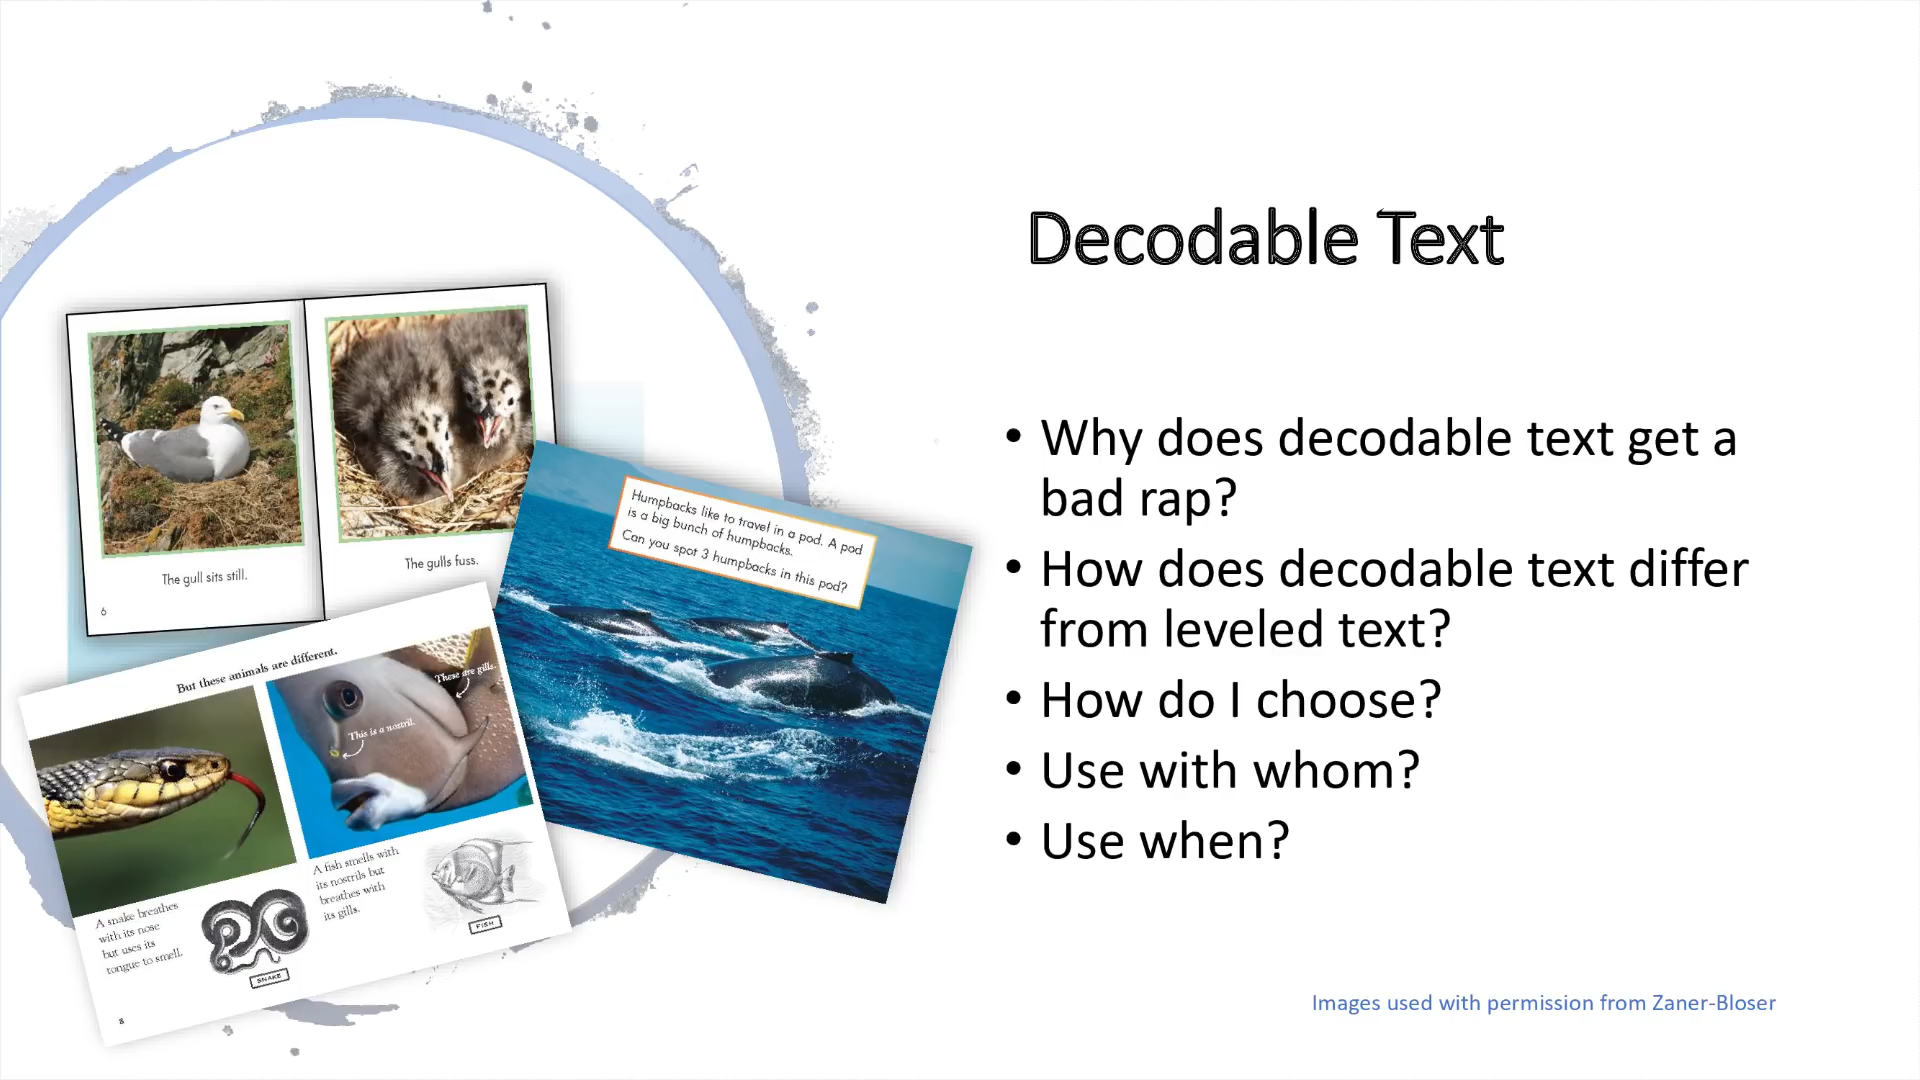 Decodable Text
• Why does decodable text get a
bad rap?
• How does decodable text differ
from leveled text?
• How do I choose?
• Use with whom?
• Use when?
The gull sits still.
6
The gulls fuss.
Humpbacks like to travel in a pod. A pod
is a big bunch of humpbacks.
Can you spot 3 humpbacks in this pod?
But these animals are different.
These are gills.
This is a nostril.
A snake breathes
with its nose
but uses its
tongue to smell.
SNAKE
A fish smells with
its nostrils but
breathes with
its gills.
FISH
8
Images used with permission from Zaner-Bloser